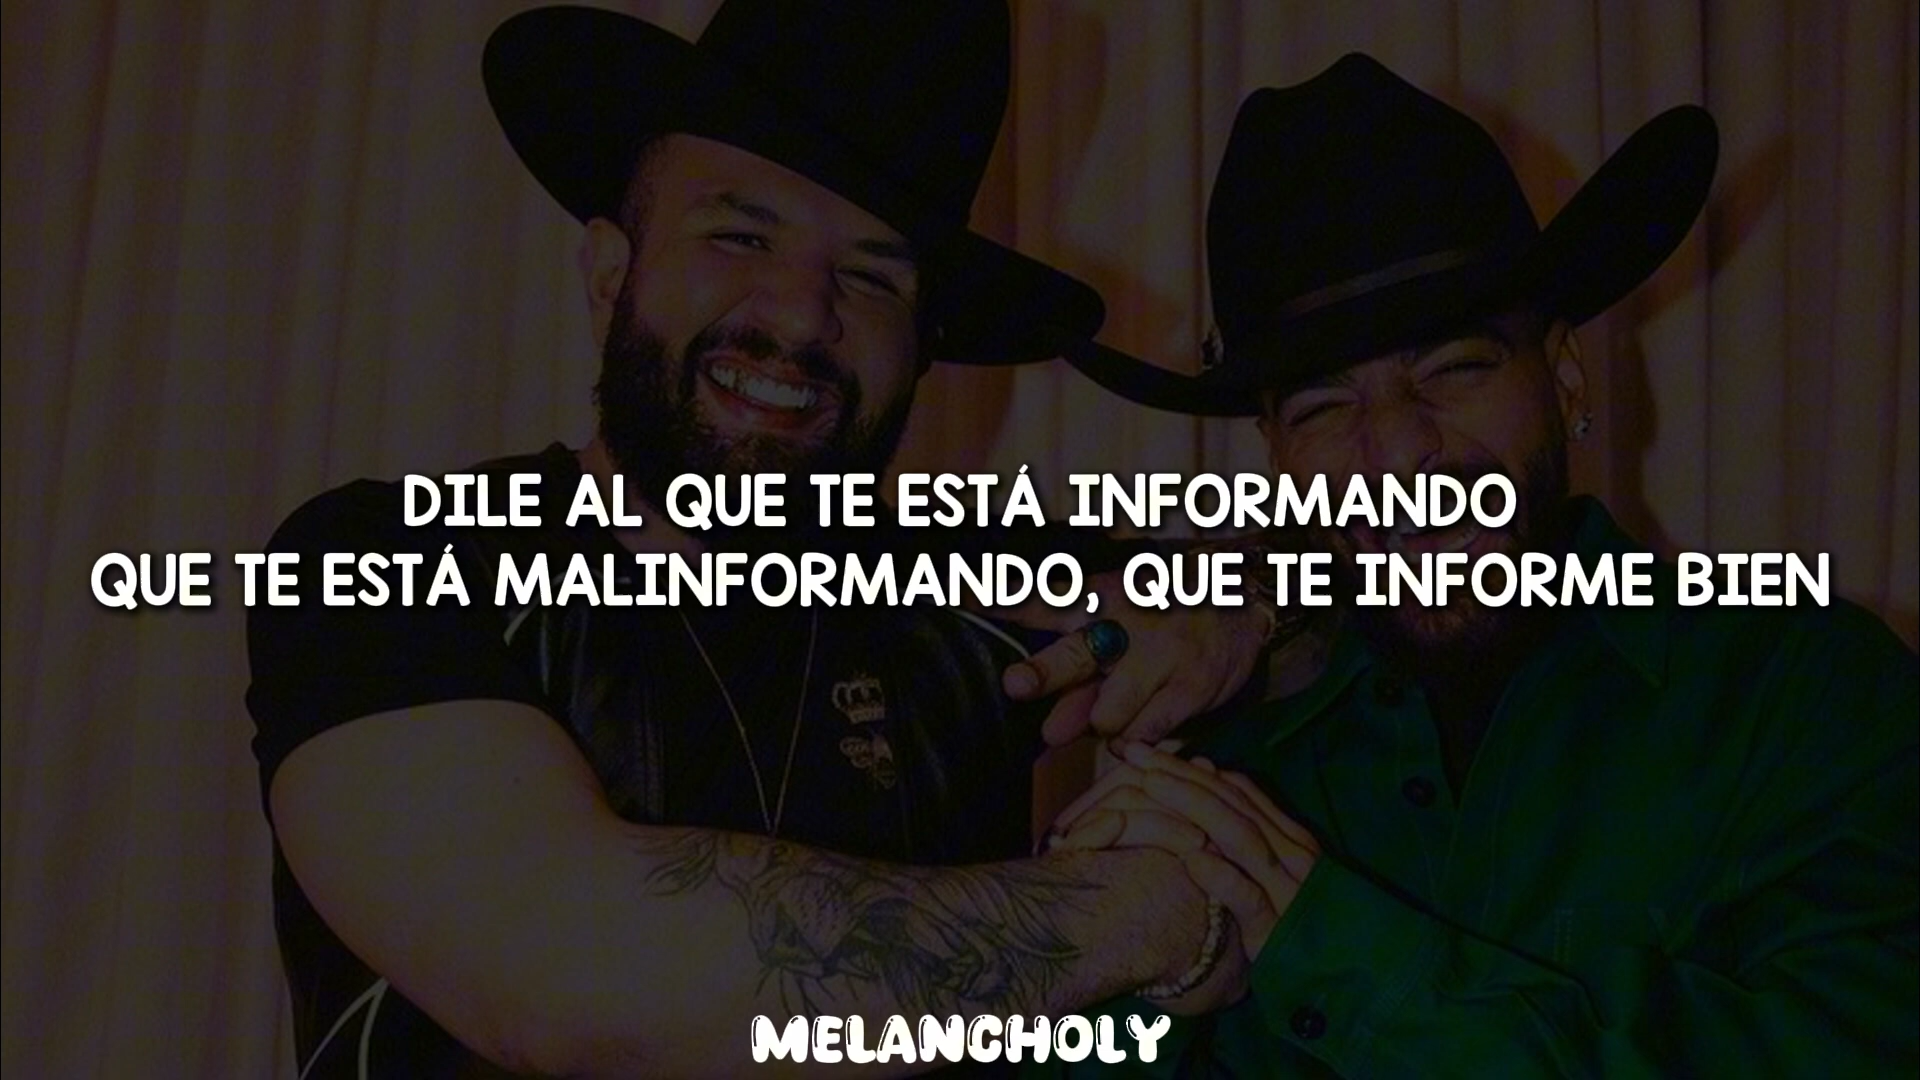 DILE AL QUE TE ESTÁ INFORMANDO
QUE TE ESTÁ MALINFORMANDO, QUE TE INFORME BIEN
MELANCHOLY